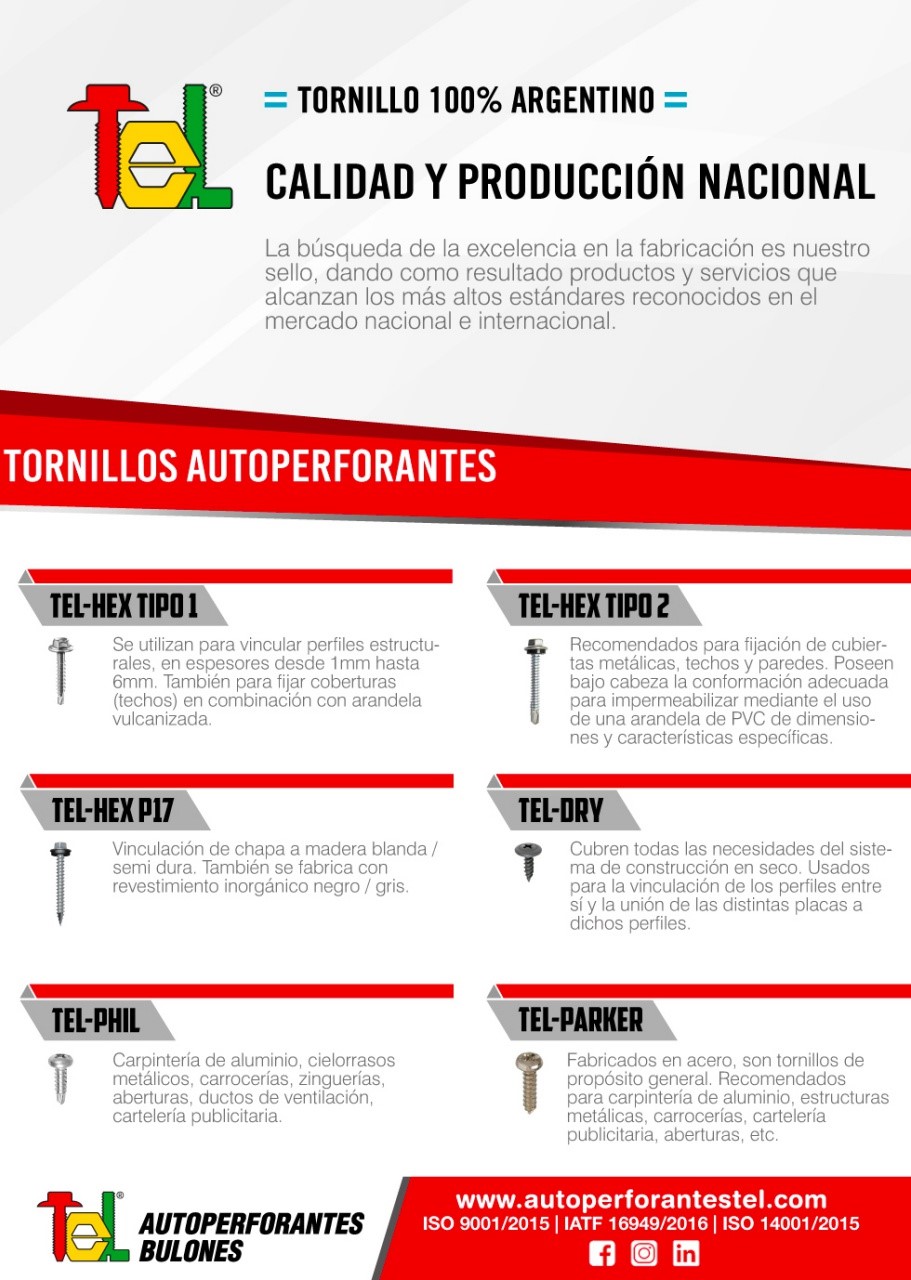 TeL®
= TORNILLO 100% ARGENTINO =
CALIDAD Y PRODUCCIÓN NACIONAL
La búsqueda de la excelencia en la fabricación es nuestro
sello, dando como resultado productos y servicios que
alcanzan los más altos estándares reconocidos en el
mercado nacional e internacional.
TORNILLOS AUTOPERFORANTES
TEL-HEX TIPO 1
Se utilizan para vincular perfiles estructu-
rales, en espesores desde 1mm hasta
6mm. También para fijar coberturas
(techos) en combinación con arandela
vulcanizada.
TEL-HEX TIPO 2
Recomendados para fijación de cubier-
tas metálicas, techos y paredes. Poseen
bajo cabeza la conformación adecuada
para impermeabilizar mediante el uso
de una arandela de PVC de dimensio-
nes y características específicas.
TEL-HEX P17
Vinculación de chapa a madera blanda /
semi dura. También se fabrica con
revestimiento inorgánico negro / gris.
TEL-DRY
Cubren todas las necesidades del siste-
ma de construcción en seco. Usados
para la vinculación de los perfiles entre
sí y la unión de las distintas placas a
dichos perfiles.
TEL-PHIL
Carpintería de aluminio, cielorrasos
metálicos, carrocerías, zinguerías,
aberturas, ductos de ventilación,
cartelería publicitaria.
TEL-PARKER
Fabricados en acero, son tornillos de
propósito general. Recomendados
para carpintería de aluminio, estructuras
metálicas, carrocerías, cartelería
publicitaria, aberturas, etc.
TeL®
AUTOPERFORANTES
BULONES
www.autoperforantestel.com
ISO 9001/2015 | IATF 16949/2016 | ISO 14001/2015